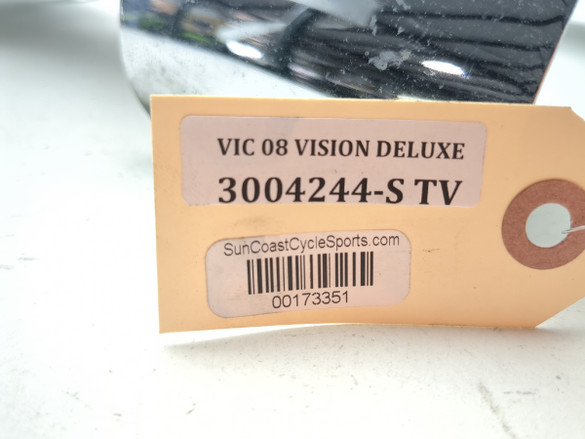 VIC 08 VISION DELUXE
3004244-S TV
SunCoastCycleSports.com
00173351